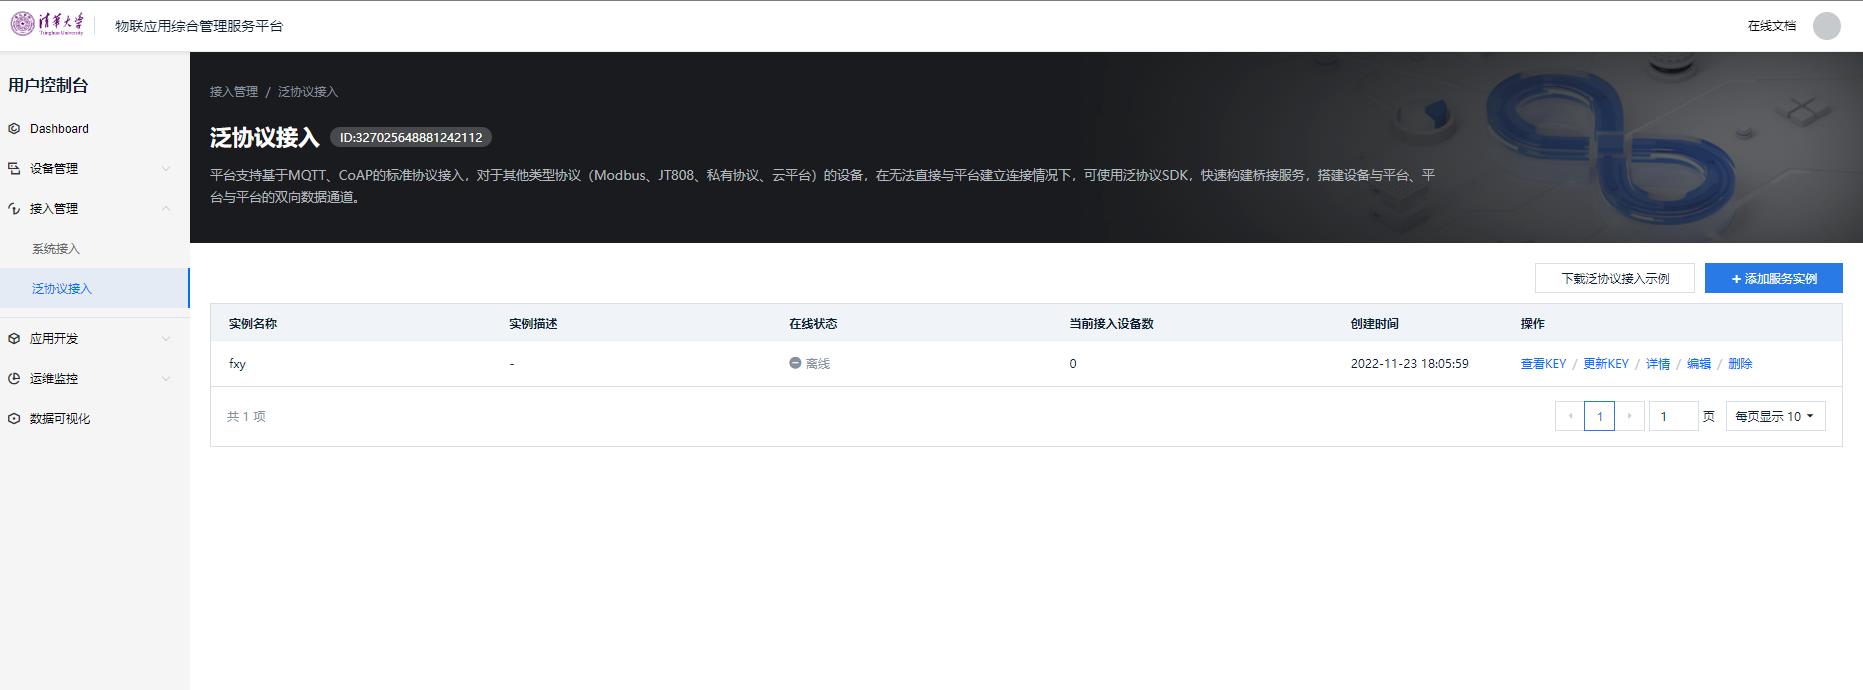 清华大学
Tsinghua University
物联应用综合管理服务平台
在线文档
用户控制台
Dashboard
设备管理
接入管理
系统接入
泛协议接入
应用开发
运维监控
数据可视化
接入管理 / 泛协议接入
泛协议接入 ID:327025648881242112
平台支持基于MQTT、CoAP的标准协议接入，对于其他类型协议（Modbus、JT808、私有协议、云平台）的设备，在无法直接与平台建立连接情况下，可使用泛协议SDK，快速构建桥接服务，搭建设备与平台、平
台与平台的双向数据通道。
下载泛协议接入示例 + 添加服务实例
实例名称 实例描述 在线状态 当前接入设备数 创建时间 操作
fxy - 离线 0 2022-11-23 18:05:59 查看KEY / 更新KEY / 详情 / 编辑 / 删除
共 1 项 1 1 页 每页显示 10